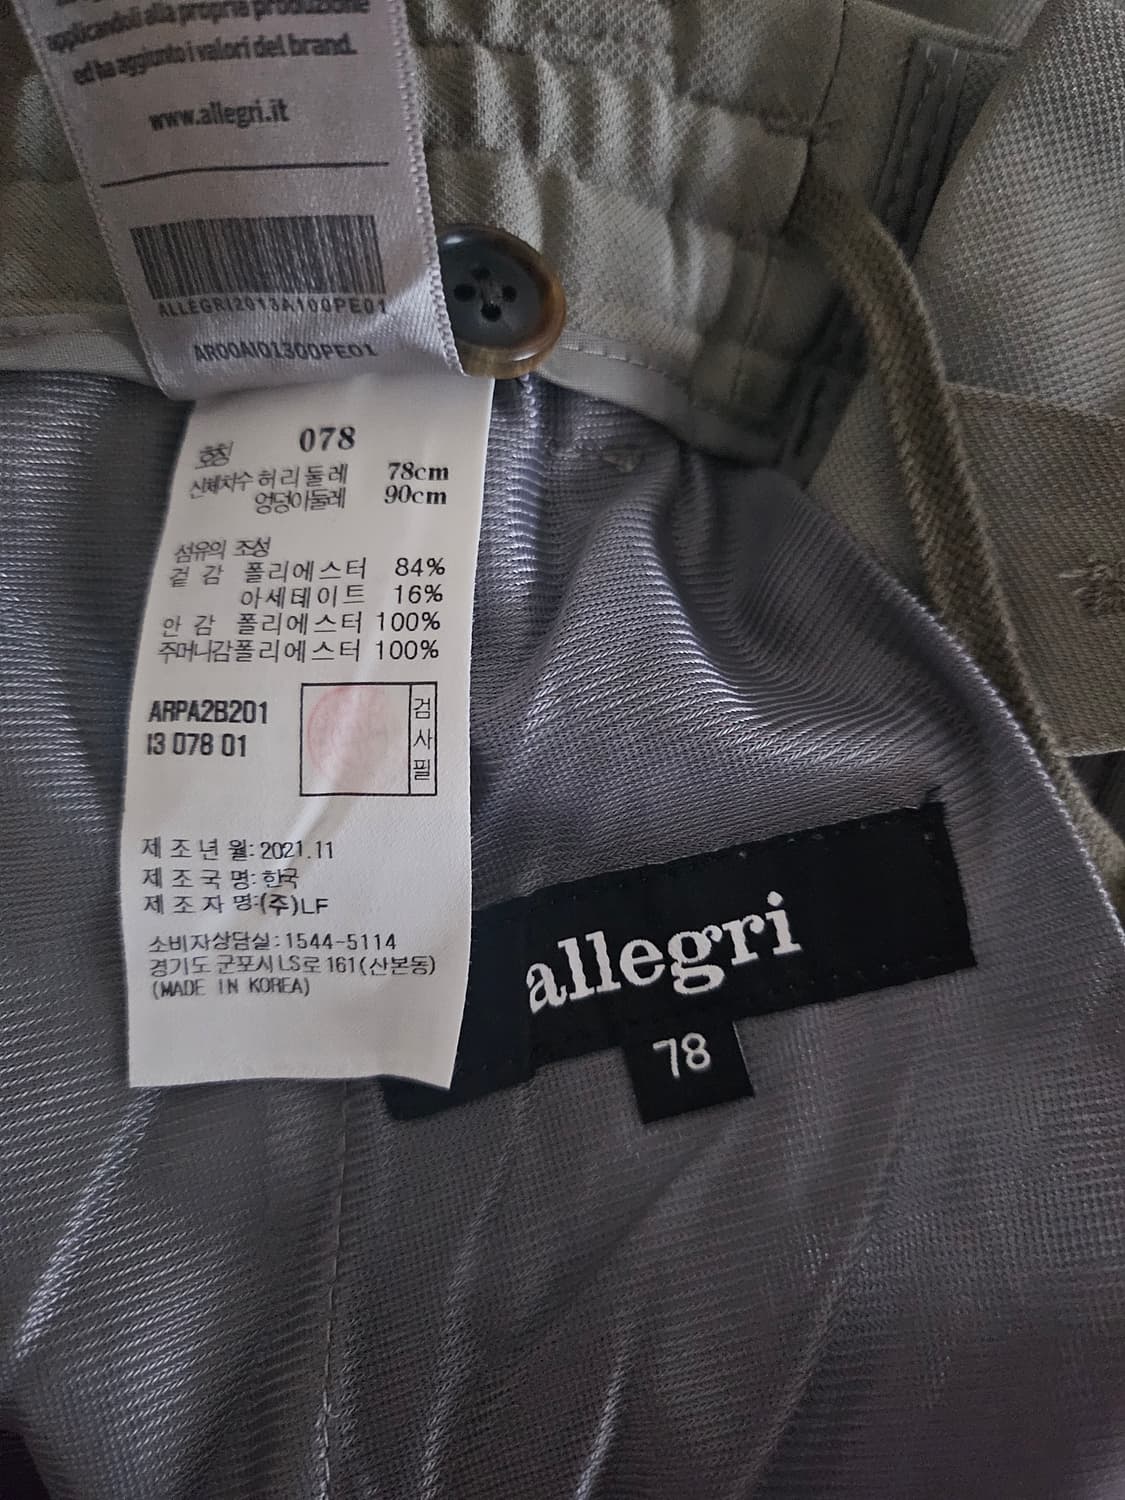 applicandoli alla propria produzione
ed ha aggiunto i valori del brand.
www.allegri.it
ALLEGRI2013A100PE01
AR00AI01300PE01
호칭 078
신체치수 허리둘레 78cm
엉덩이둘레 90cm
섬유의 조성
겉감 폴리에스터 84%
아세테이트 16%
안감 폴리에스터 100%
주머니감 폴리에스터 100%
ARPA2B201
I3 078 01
검사필
제조년월: 2021.11
제조국명: 한국
제조자명: (주)LF
소비자상담실: 1544-5114
경기도 군포시 LS로 161(산본동)
(MADE IN KOREA)
allegri
78